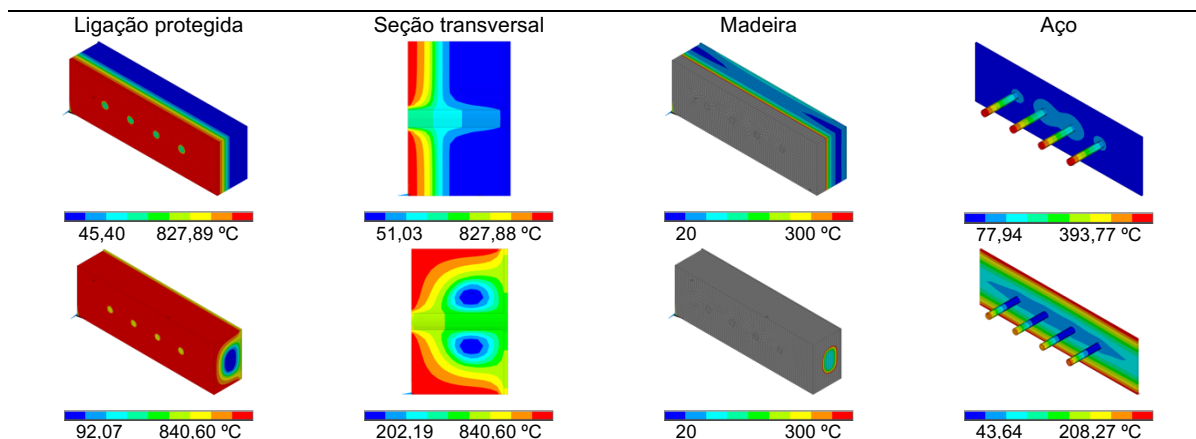 Ligação protegida Seção transversal Madeira Aço
45,40 827,89 ºC 51,03 827,88 ºC 20 300 ºC 77,94 393,77 ºC
92,07 840,60 ºC 202,19 840,60 ºC 20 300 ºC 43,64 208,27 ºC